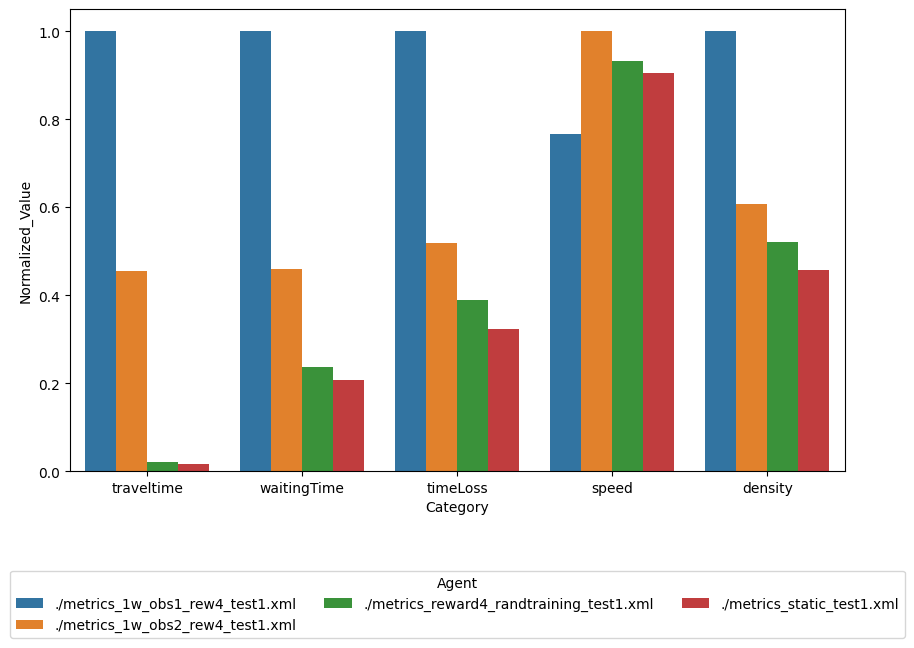 1.0
0.8
0.6
0.4
0.2
0.0
Normalized_Value
traveltime waitingTime timeLoss speed density
Category
Agent
./metrics_1w_obs1_rew4_test1.xml ./metrics_reward4_randtraining_test1.xml ./metrics_static_test1.xml
./metrics_1w_obs2_rew4_test1.xml